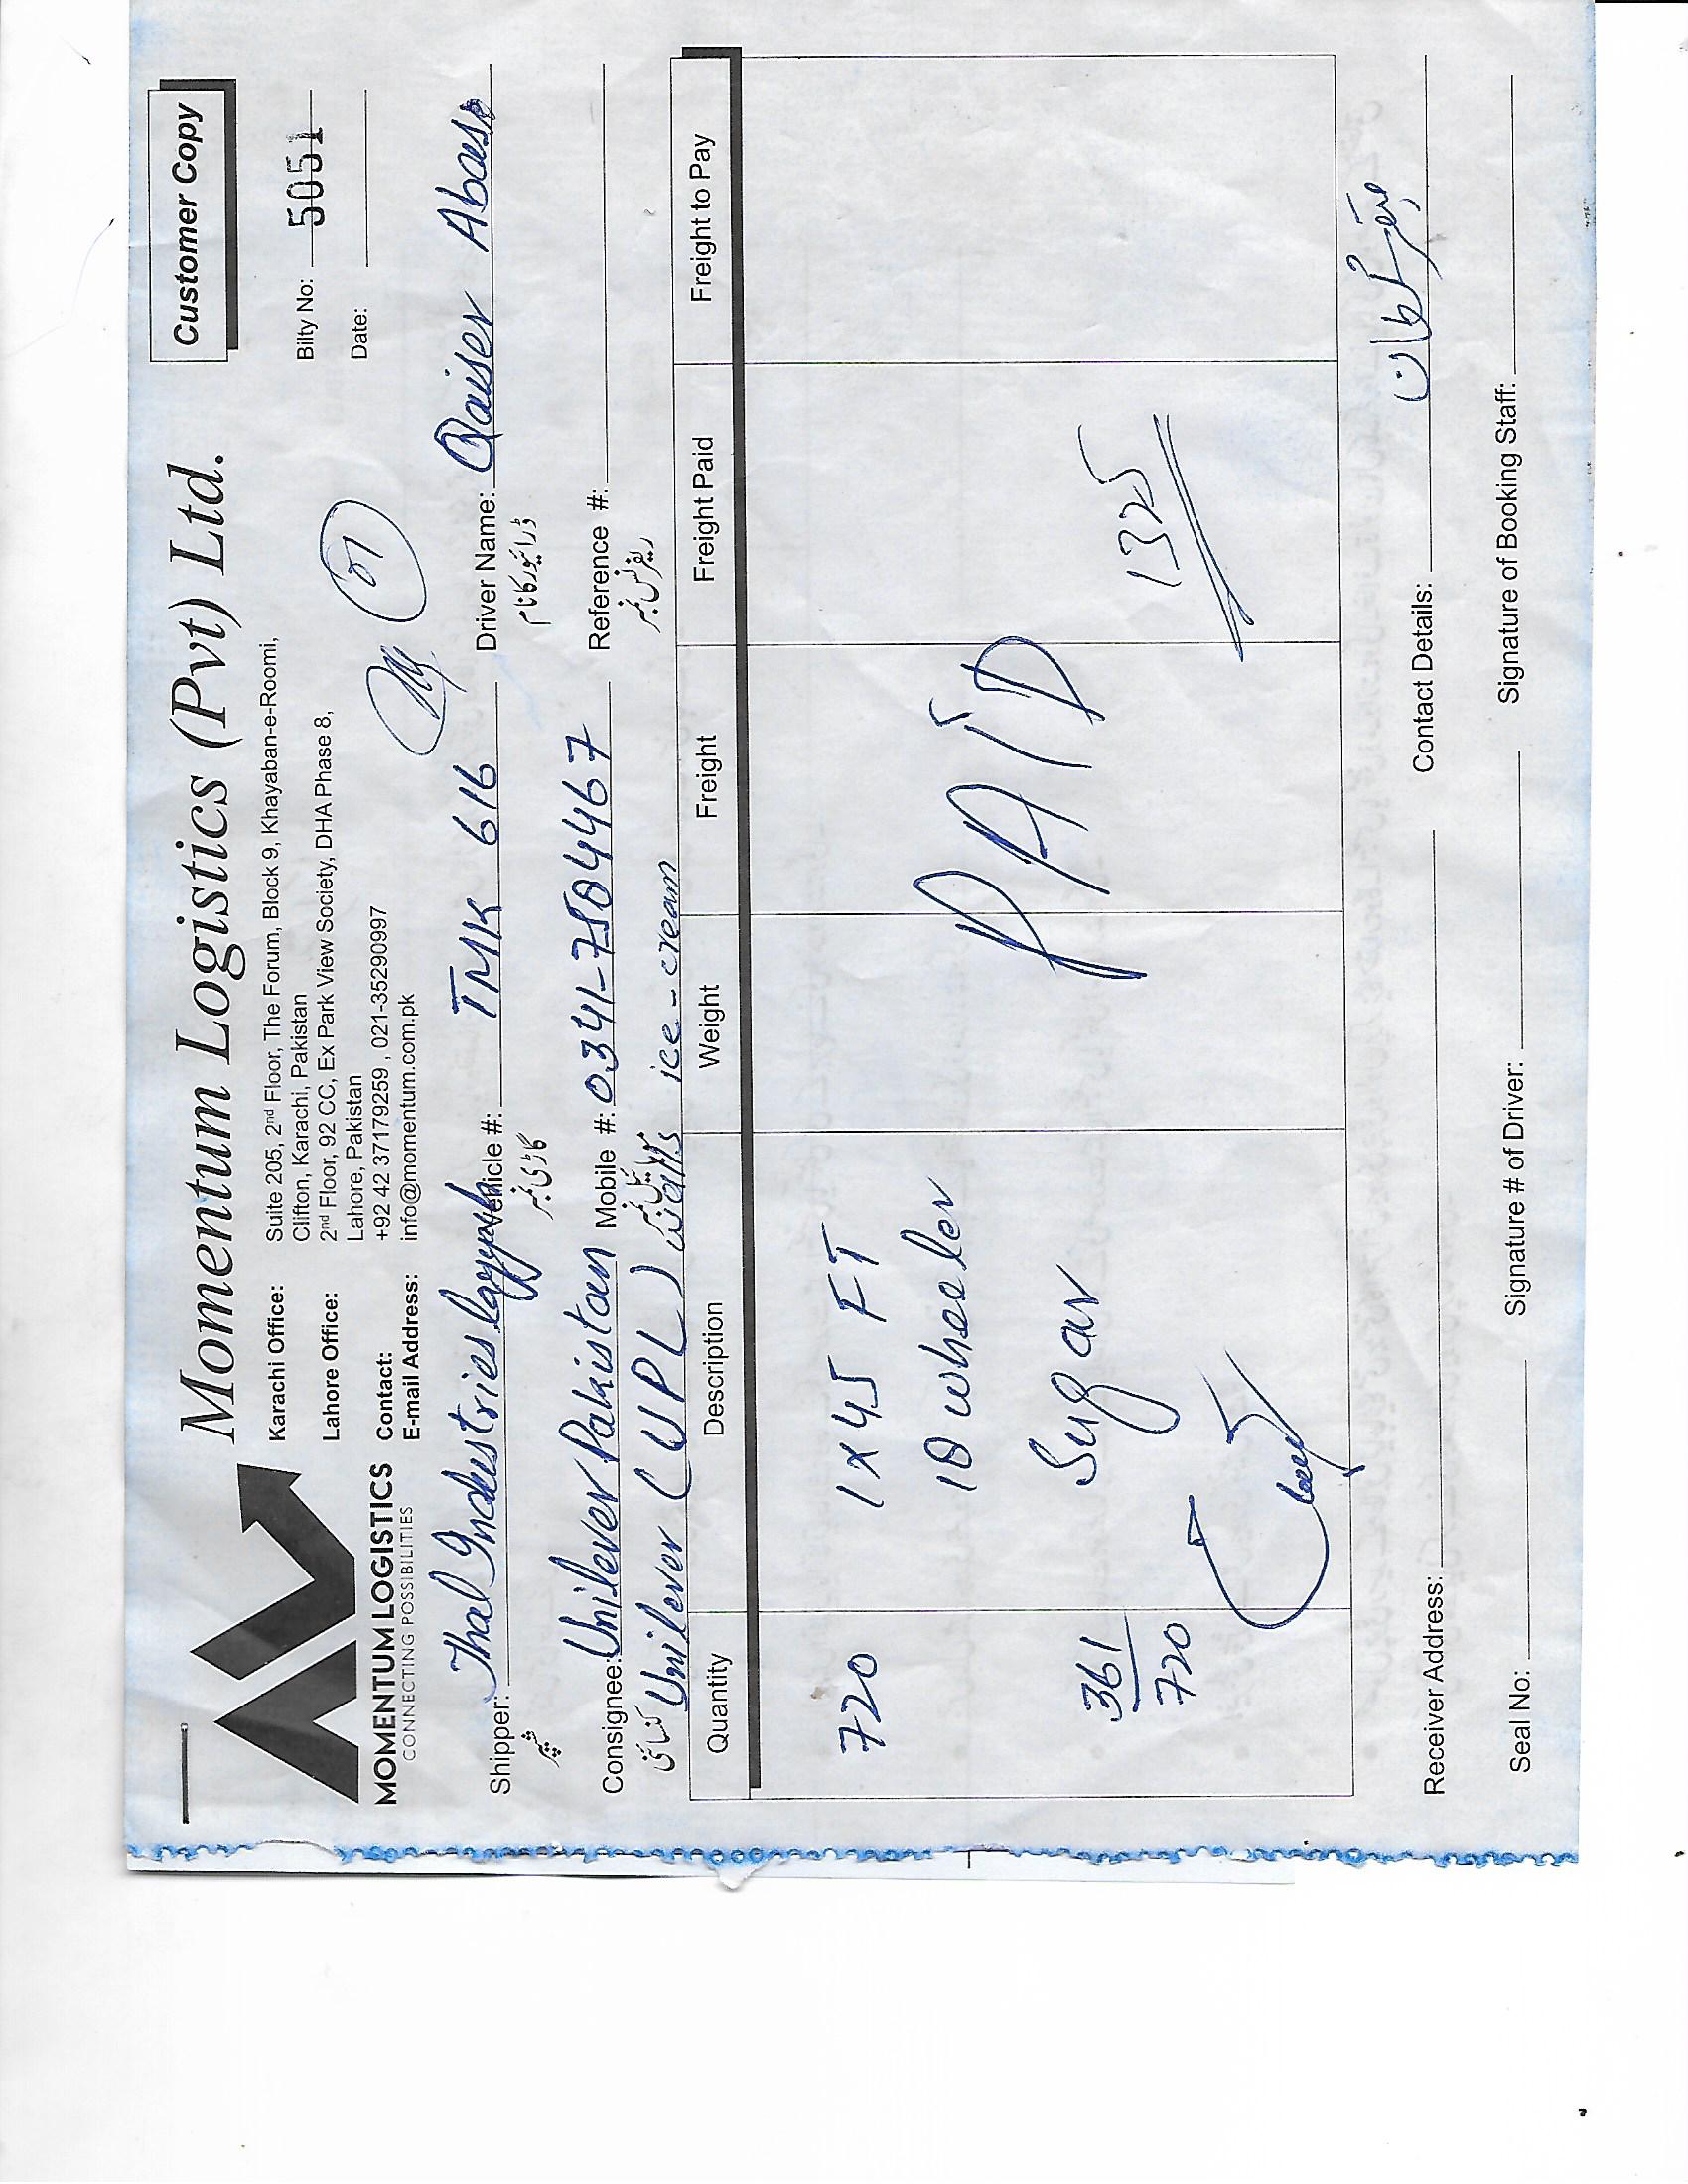 Customer Copy
Momentum Logistics (Pvt) Ltd.
MOMENTUM LOGISTICS
CONNECTING POSSIBILITIES
Karachi Office: Suite 205, 2nd Floor, The Forum, Block 9, Khayaban-e-Roomi,
Clifton, Karachi, Pakistan
Lahore Office: 2nd Floor, 92 CC, Ex Park View Society, DHA Phase 8,
Lahore, Pakistan
Contact: +92 42 37179259 , 021-35290997
E-mail Address: info@momentum.com.pk
Bilty No: 5051
Date:
01
Shipper: Thal Industries layyah Vehicle #: TMK 616 Driver Name: Qaiser Abass
شیپر گاڑی نمبر ڈرائیور کا نام
Consignee: Unilever Pakistan Mobile #: 0341-7584467 Reference #:
کنسائنی موبائیل نمبر ریفرنس نمبر
Unilever (UPL) walls ice-cream
Quantity Description Weight Freight Freight Paid Freight to Pay
720 1x45 FT
18 wheeler
Sugar
PAID
361
720
1325
Receiver Address: Contact Details:
Seal No: Signature # of Driver: Signature of Booking Staff: